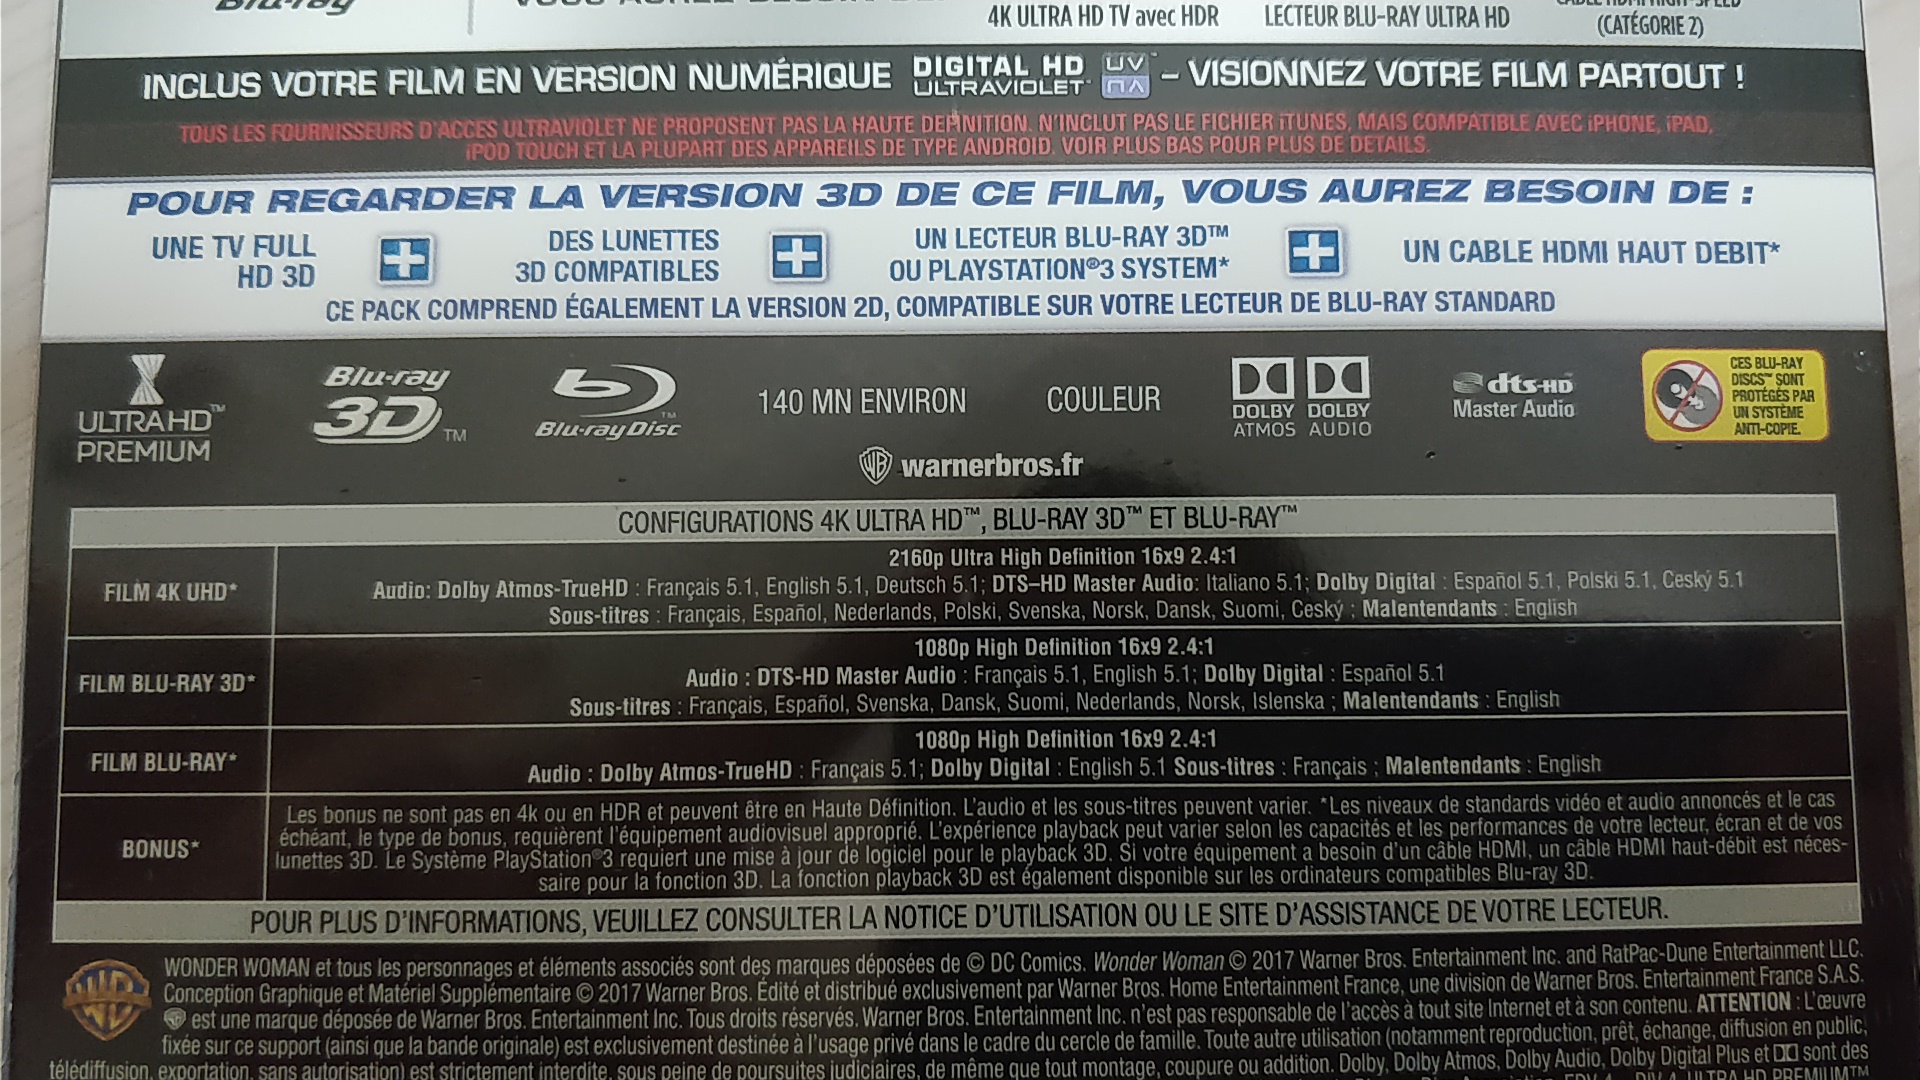 Blu-ray
4K ULTRA HD TV avec HDR
LECTEUR BLU-RAY ULTRA HD
(CATÉGORIE 2)
INCLUS VOTRE FILM EN VERSION NUMÉRIQUE DIGITAL HD ULTRAVIOLET UV – VISIONNEZ VOTRE FILM PARTOUT !
TOUS LES FOURNISSEURS D'ACCES ULTRAVIOLET NE PROPOSENT PAS LA HAUTE DEFINITION. N'INCLUT PAS LE FICHIER iTUNES, MAIS COMPATIBLE AVEC iPHONE, iPAD,
iPOD TOUCH ET LA PLUPART DES APPAREILS DE TYPE ANDROID. VOIR PLUS BAS POUR PLUS DE DETAILS.
POUR REGARDER LA VERSION 3D DE CE FILM, VOUS AUREZ BESOIN DE :
UNE TV FULL
HD 3D
DES LUNETTES
3D COMPATIBLES
UN LECTEUR BLU-RAY 3D™
OU PLAYSTATION®3 SYSTEM*
UN CABLE HDMI HAUT DEBIT*
CE PACK COMPREND ÉGALEMENT LA VERSION 2D, COMPATIBLE SUR VOTRE LECTEUR DE BLU-RAY STANDARD
ULTRA HD™
PREMIUM
Blu-ray
3D™
Blu-ray Disc™
140 MN ENVIRON
COULEUR
DOLBY
ATMOS
DOLBY
AUDIO
dts-HD
Master Audio
CES BLU-RAY
DISCS™ SONT
PROTÉGÉS PAR
UN SYSTÈME
ANTI-COPIE.
WB warnerbros.fr
CONFIGURATIONS 4K ULTRA HD™, BLU-RAY 3D™ ET BLU-RAY™
FILM 4K UHD*
2160p Ultra High Definition 16x9 2.4:1
Audio: Dolby Atmos-TrueHD : Français 5.1, English 5.1, Deutsch 5.1; DTS–HD Master Audio: Italiano 5.1; Dolby Digital : Español 5.1, Polski 5.1, Ceský 5.1
Sous-titres : Français, Español, Nederlands, Polski, Svenska, Norsk, Dansk, Suomi, Ceský ; Malentendants : English
FILM BLU-RAY 3D*
1080p High Definition 16x9 2.4:1
Audio : DTS-HD Master Audio : Français 5.1, English 5.1; Dolby Digital : Español 5.1
Sous-titres : Français, Español, Svenska, Dansk, Suomi, Nederlands, Norsk, Islenska ; Malentendants : English
FILM BLU-RAY*
1080p High Definition 16x9 2.4:1
Audio : Dolby Atmos-TrueHD : Français 5.1; Dolby Digital : English 5.1 Sous-titres : Français ; Malentendants : English
BONUS*
Les bonus ne sont pas en 4k ou en HDR et peuvent être en Haute Définition. L'audio et les sous-titres peuvent varier. *Les niveaux de standards vidéo et audio annoncés et le cas
échéant, le type de bonus, requièrent l'équipement audiovisuel approprié. L'expérience playback peut varier selon les capacités et les performances de votre lecteur, écran et de vos
lunettes 3D. Le Système PlayStation®3 requiert une mise à jour de logiciel pour le playback 3D. Si votre équipement a besoin d'un câble HDMI, un câble HDMI haut-débit est néces-
saire pour la fonction 3D. La fonction playback 3D est également disponible sur les ordinateurs compatibles Blu-ray 3D.
POUR PLUS D'INFORMATIONS, VEUILLEZ CONSULTER LA NOTICE D'UTILISATION OU LE SITE D'ASSISTANCE DE VOTRE LECTEUR.
WB
WONDER WOMAN et tous les personnages et éléments associés sont des marques déposées de © DC Comics. Wonder Woman © 2017 Warner Bros. Entertainment Inc. and RatPac-Dune Entertainment LLC.
Conception Graphique et Matériel Supplémentaire © 2017 Warner Bros. Édité et distribué exclusivement par Warner Bros. Home Entertainment France, une division de Warner Bros. Entertainment France S.A.S.
est une marque déposée de Warner Bros. Entertainment Inc. Tous droits réservés. Warner Bros. Entertainment Inc. n'est pas responsable de l'accès à tout site Internet et à son contenu. ATTENTION : L'œuvre
fixée sur ce support (ainsi que la bande originale) est exclusivement destinée à l'usage privé dans le cadre du cercle de famille. Toute autre utilisation (notamment reproduction, prêt, échange, diffusion en public,
télédiffusion, exportation, sans autorisation) est strictement interdite, sous peine de poursuites judiciaires, de même que tout montage, coupure ou addition. Dolby, Dolby Atmos, Dolby Audio, Dolby Digital Plus et sont des
ULTRA HD PREMIUM™